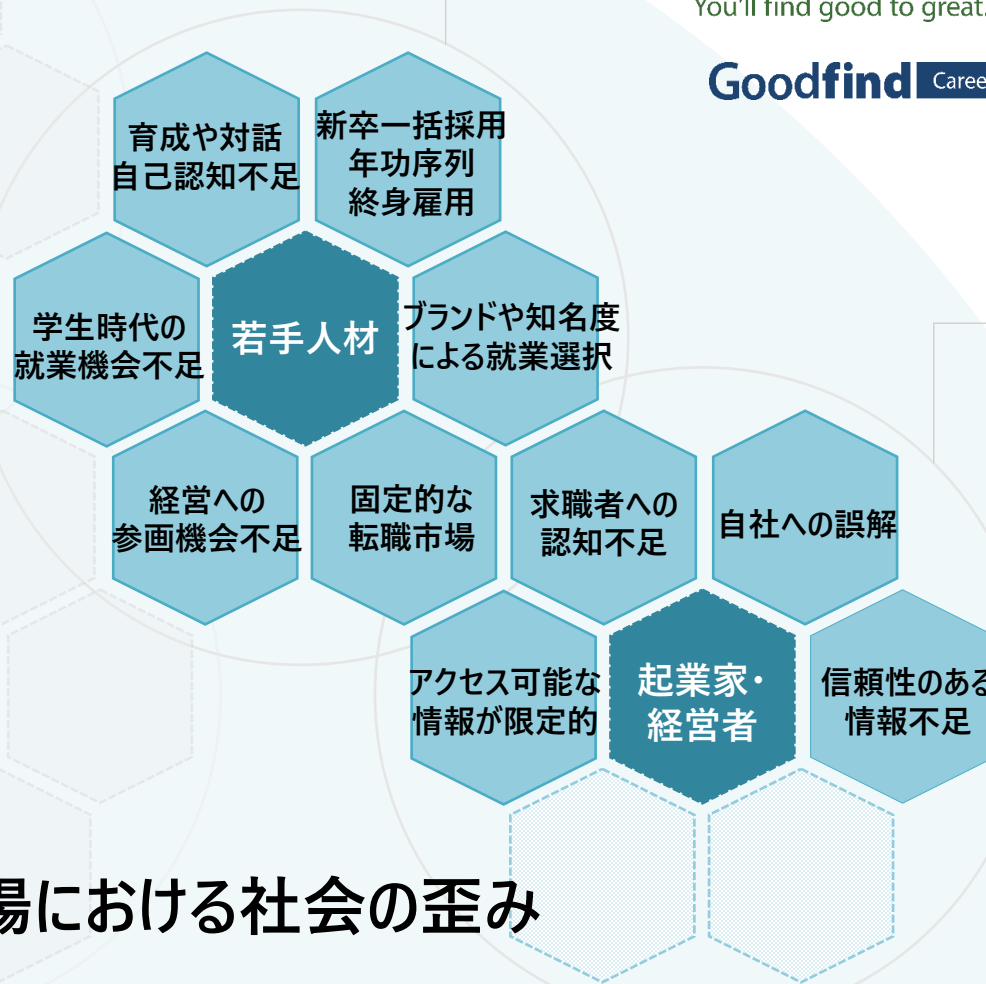 You'll find good to great.
Goodfind
育成や対話
自己認知不足
新卒一括採用
年功序列
終身雇用
学生時代の
就業機会不足
若手人材
ブランドや知名度
による就業選択
経営への
参画機会不足
固定的な
転職市場
求職者への
認知不足
自社への誤解
アクセス可能な
情報が限定的
起業家・
経営者
信頼性のある
情報不足
場における社会の歪み